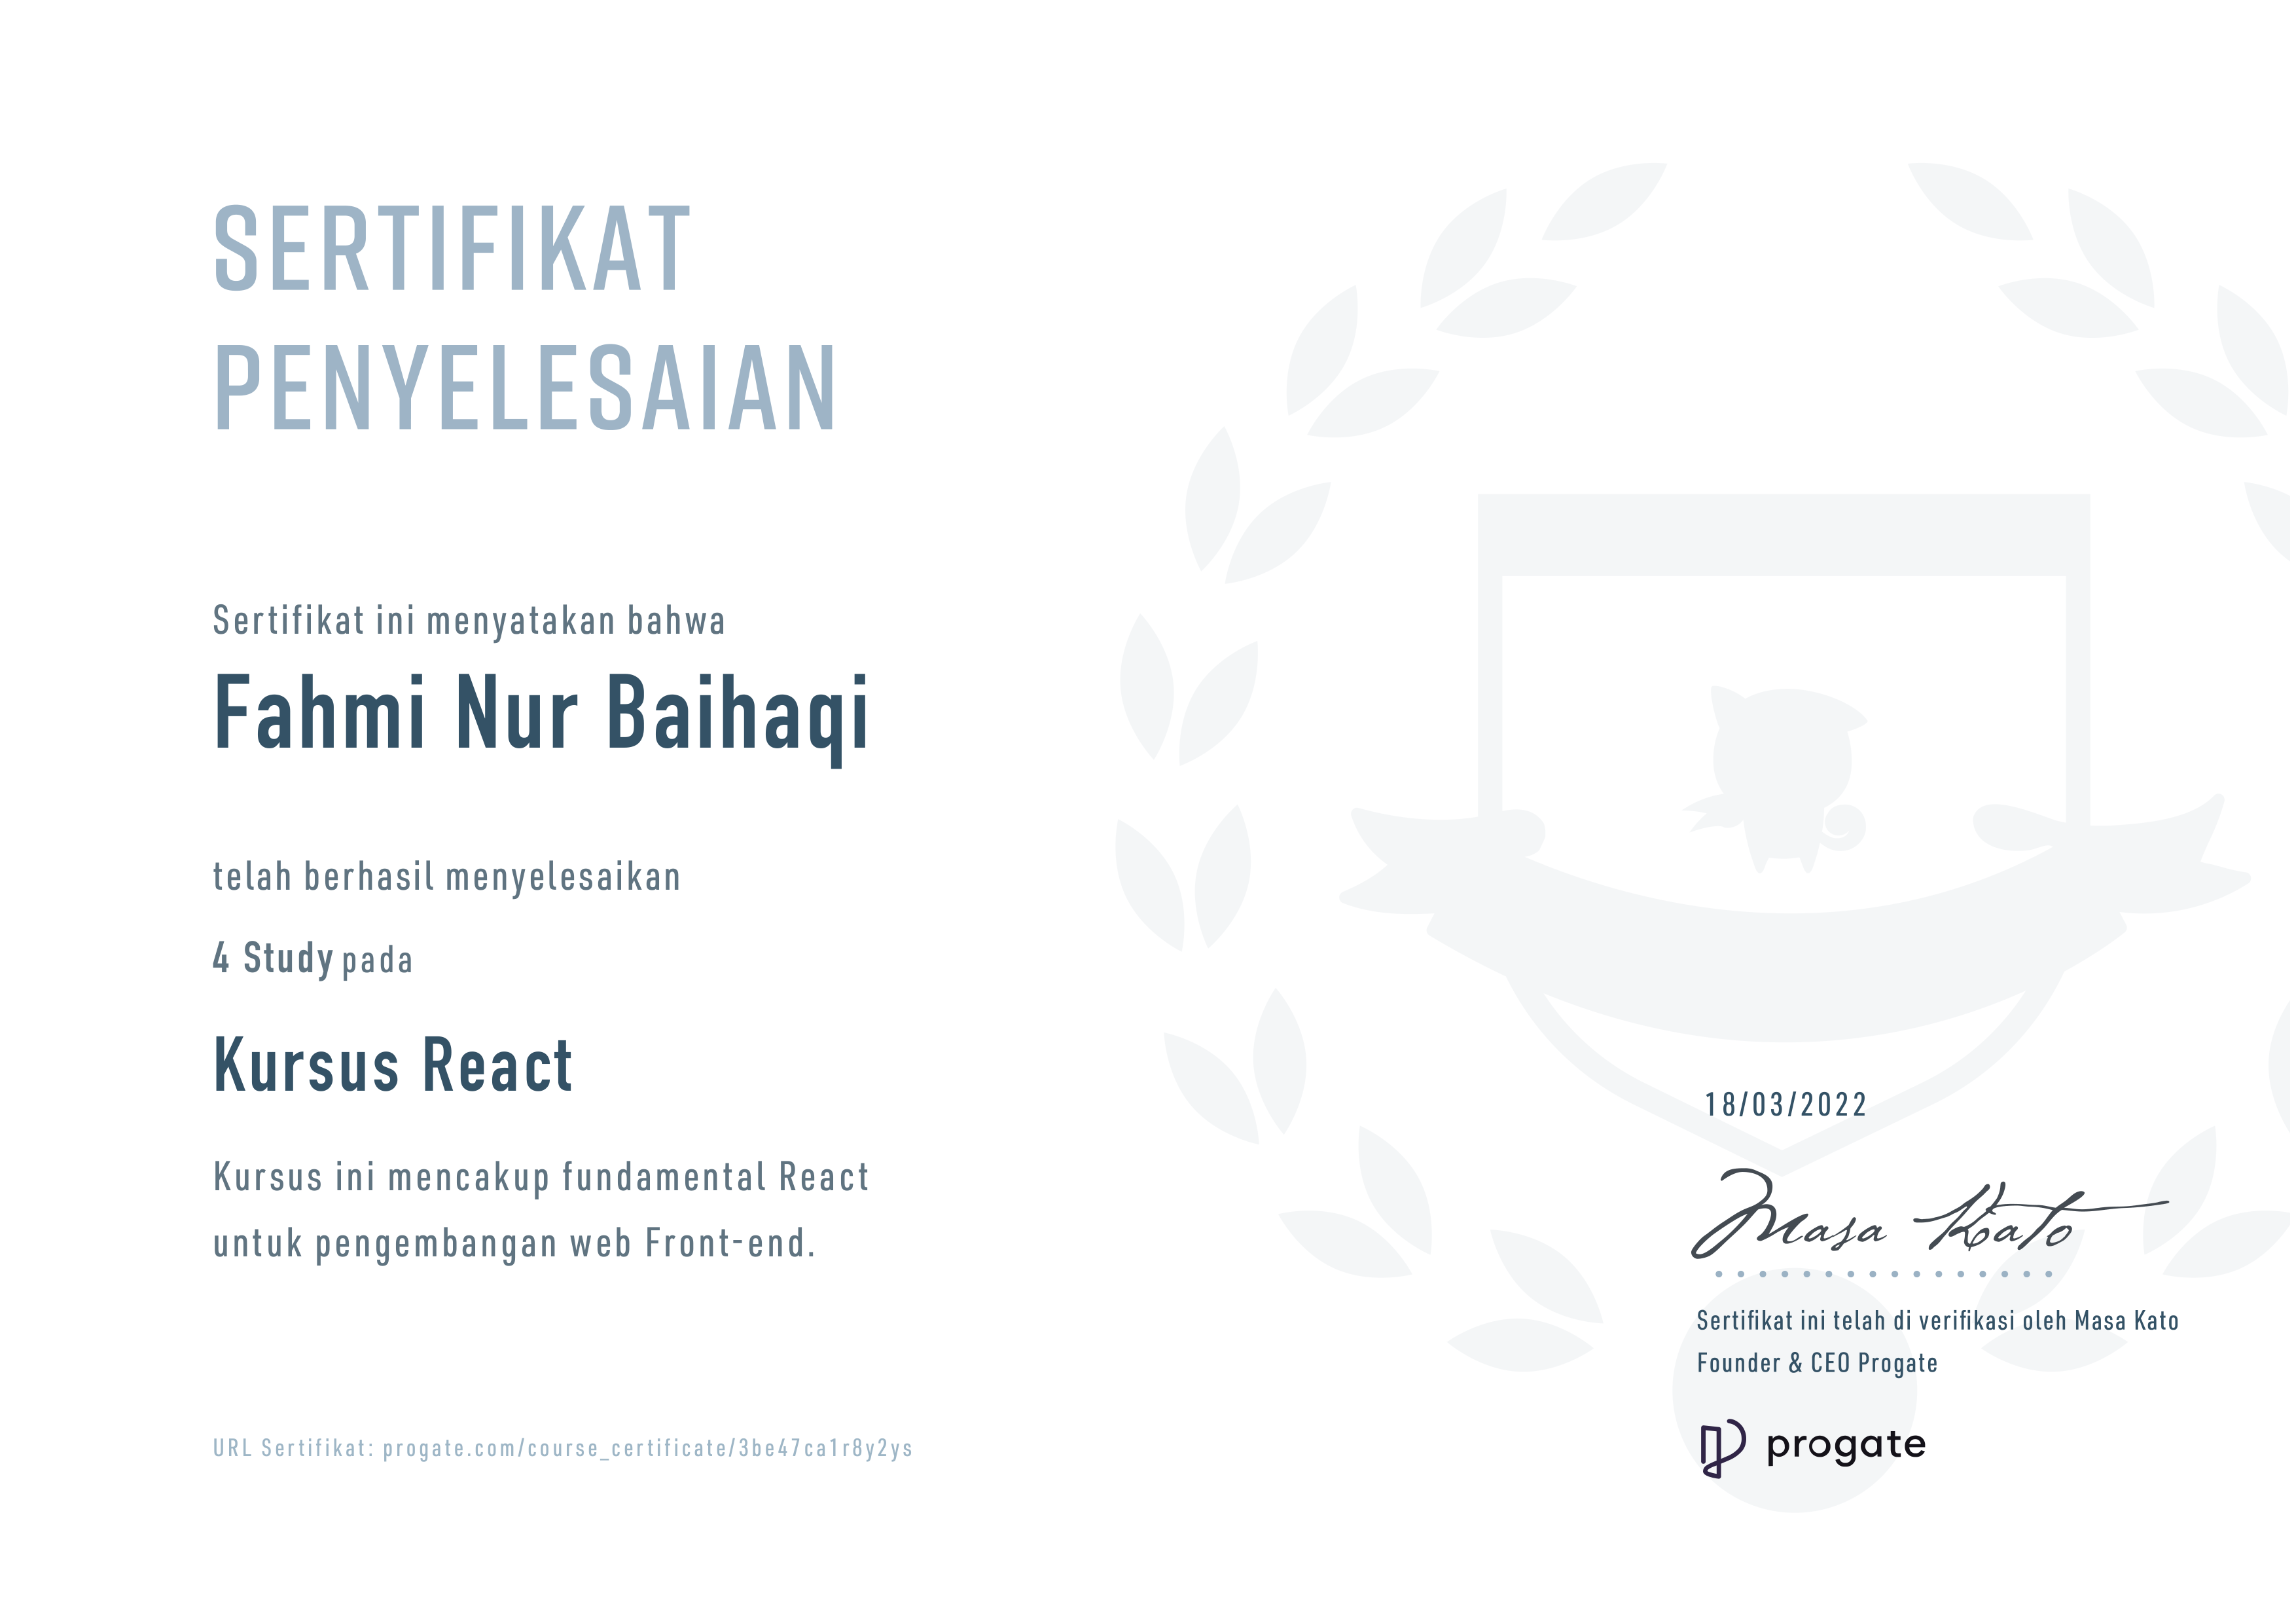 SERTIFIKAT
PENYELESAIAN
Sertifikat ini menyatakan bahwa
Fahmi Nur Baihaqi
telah berhasil menyelesaikan
4 Study pada
Kursus React
Kursus ini mencakup fundamental React
untuk pengembangan web Front-end.
URL Sertifikat: progate.com/course_certificate/3be47ca1r8y2ys
18/03/2022
Masa Kato
Sertifikat ini telah di verifikasi oleh Masa Kato
Founder & CEO Progate
progate